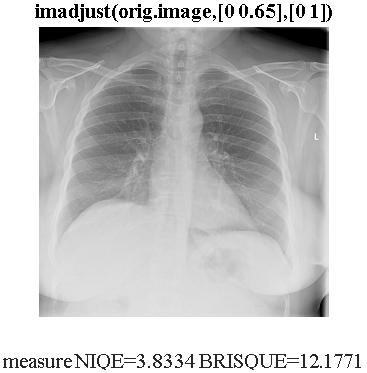 imadjust(orig.image,[0 0.65],[0 1])
L
measure NIQE=3.8334 BRISQUE=12.1771